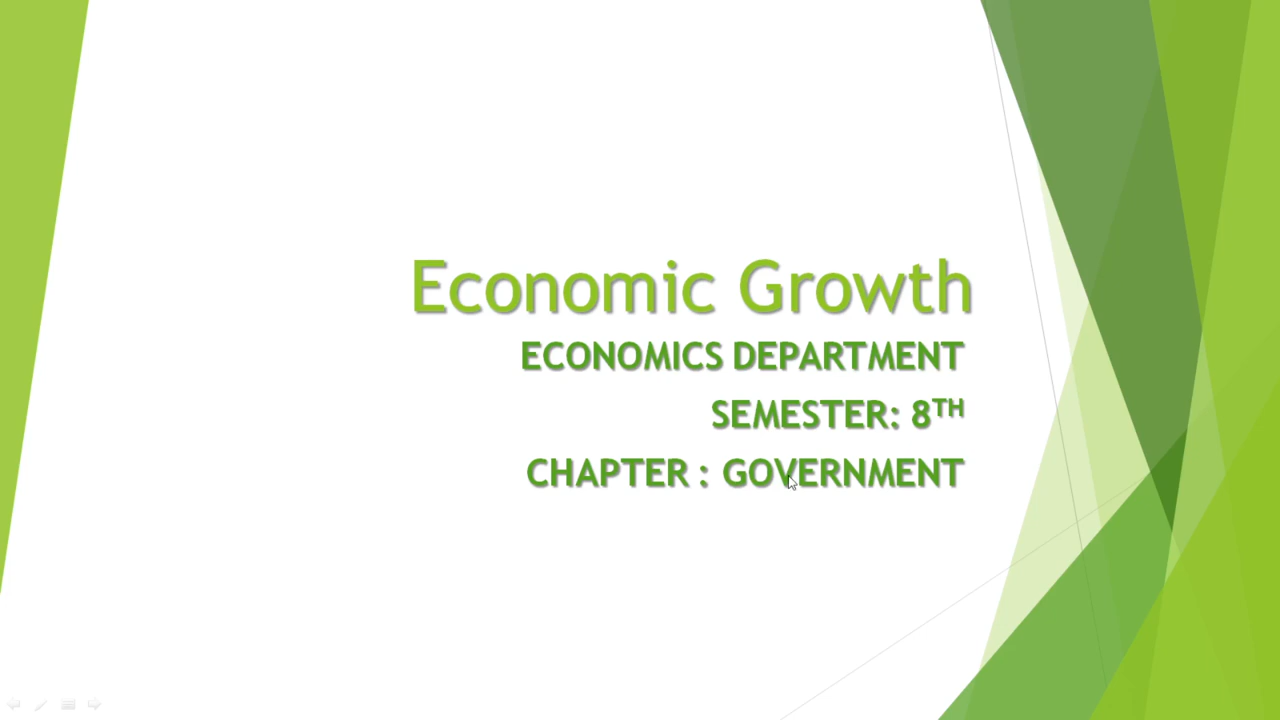 Economic Growth
ECONOMICS DEPARTMENT
SEMESTER: 8TH
CHAPTER : GOVERNMENT